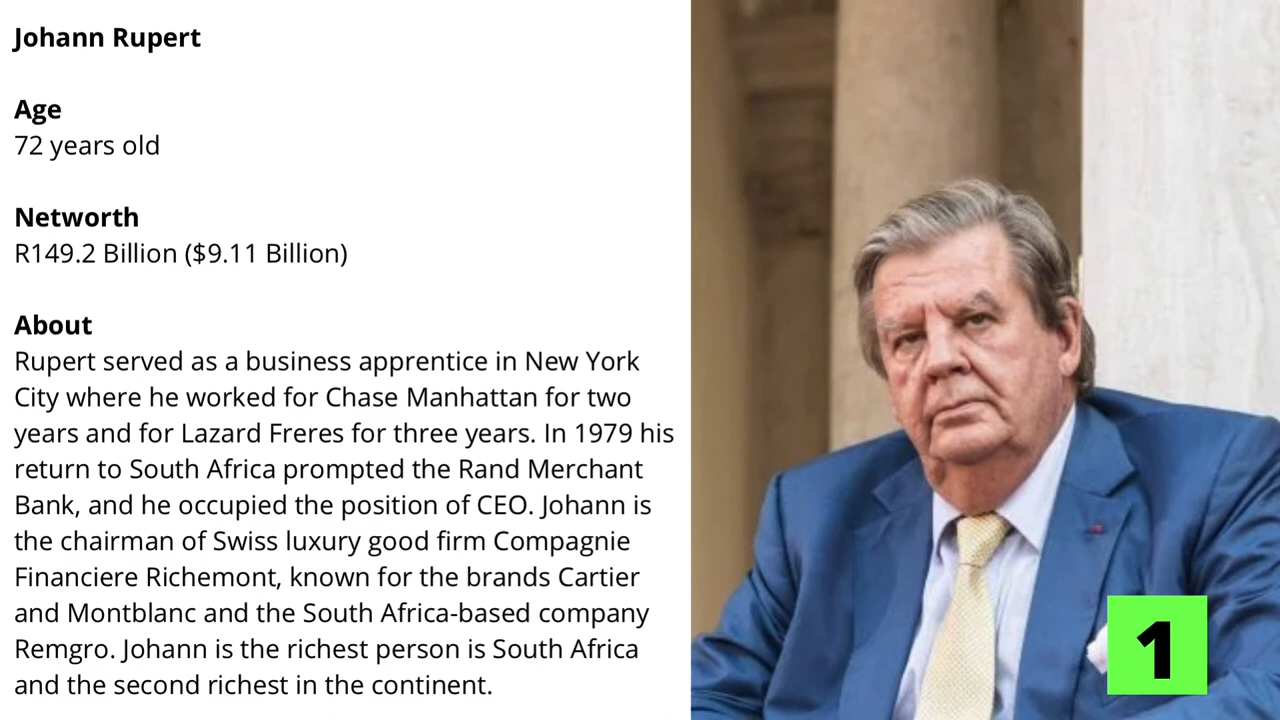 Johann Rupert
Age
72 years old
Networth
R149.2 Billion ($9.11 Billion)
About
Rupert served as a business apprentice in New York
City where he worked for Chase Manhattan for two
years and for Lazard Freres for three years. In 1979 his
return to South Africa prompted the Rand Merchant
Bank, and he occupied the position of CEO. Johann is
the chairman of Swiss luxury good firm Compagnie
Financiere Richemont, known for the brands Cartier
and Montblanc and the South Africa-based company
Remgro. Johann is the richest person is South Africa
and the second richest in the continent.
1